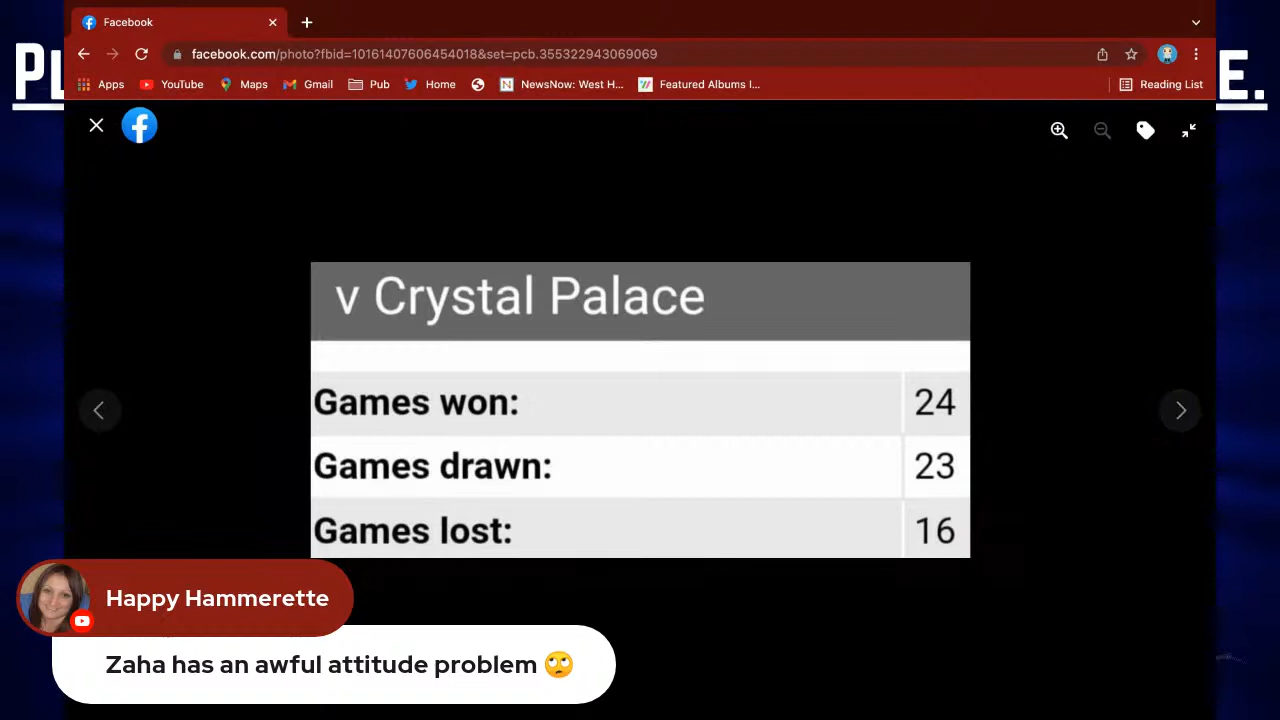 Facebook
PL
E.
facebook.com/photo?fbid=10161407606454018&set=pcb.355322943069069
Apps YouTube Maps Gmail Pub Home NewsNow: West H... Featured Albums I... Reading List
v Crystal Palace
Games won: 24
Games drawn: 23
Games lost: 16
Happy Hammerette
Zaha has an awful attitude problem 🙄